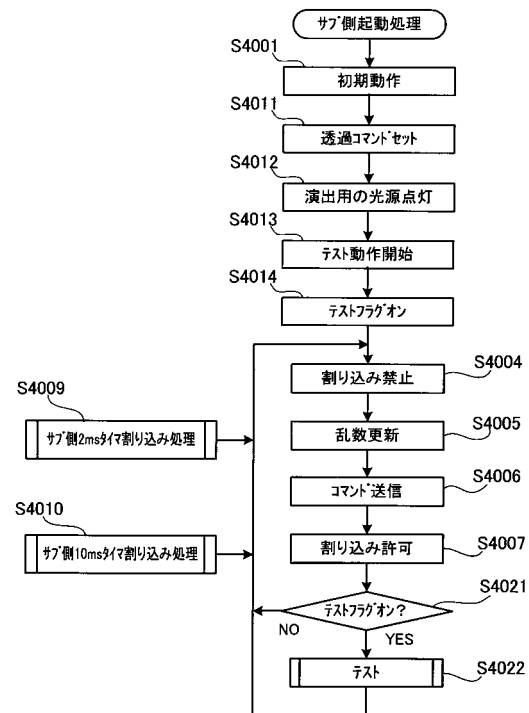 サブ側起動処理
S4001
初期動作
S4011
透過コマンドセット
S4012
演出用の光源点灯
S4013
テスト動作開始
S4014
テストフラグオン
S4004
割り込み禁止
S4009
サブ側2msタイマ割り込み処理
S4005
乱数更新
S4006
コマンド送信
S4010
サブ側10msタイマ割り込み処理
S4007
割り込み許可
S4021
テストフラグオン?
NO
YES
テスト
S4022